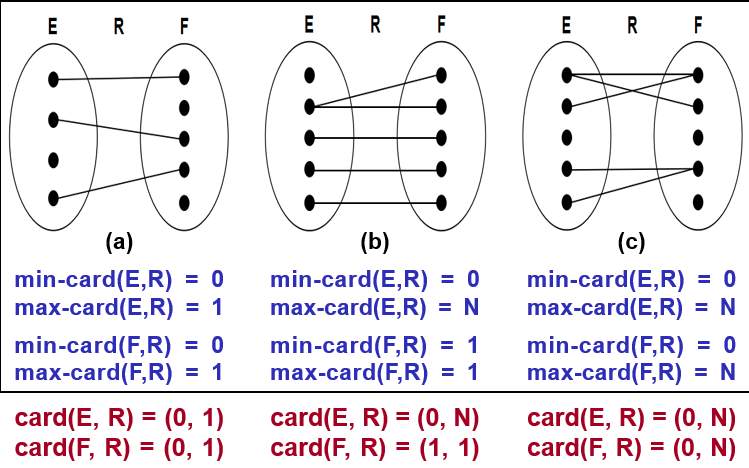 E R F
E R F
E R F
(a)
(b)
(c)
min-card(E,R) = 0
max-card(E,R) = 1
min-card(F,R) = 0
max-card(F,R) = 1
min-card(E,R) = 0
max-card(E,R) = N
min-card(F,R) = 1
max-card(F,R) = 1
min-card(E,R) = 0
max-card(E,R) = N
min-card(F,R) = 0
max-card(F,R) = N
card(E, R) = (0, 1)
card(F, R) = (0, 1)
card(E, R) = (0, N)
card(F, R) = (1, 1)
card(E, R) = (0, N)
card(F, R) = (0, N)